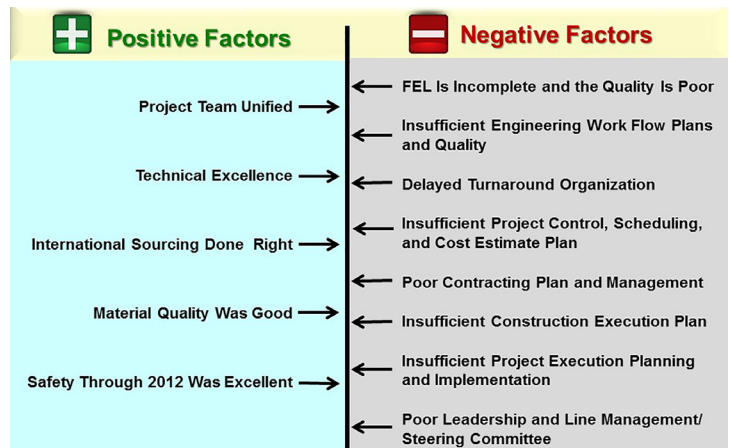 Positive Factors
Project Team Unified
Technical Excellence
International Sourcing Done Right
Material Quality Was Good
Safety Through 2012 Was Excellent
Negative Factors
FEL Is Incomplete and the Quality Is Poor
Insufficient Engineering Work Flow Plans
and Quality
Delayed Turnaround Organization
Insufficient Project Control, Scheduling,
and Cost Estimate Plan
Poor Contracting Plan and Management
Insufficient Construction Execution Plan
Insufficient Project Execution Planning
and Implementation
Poor Leadership and Line Management/
Steering Committee